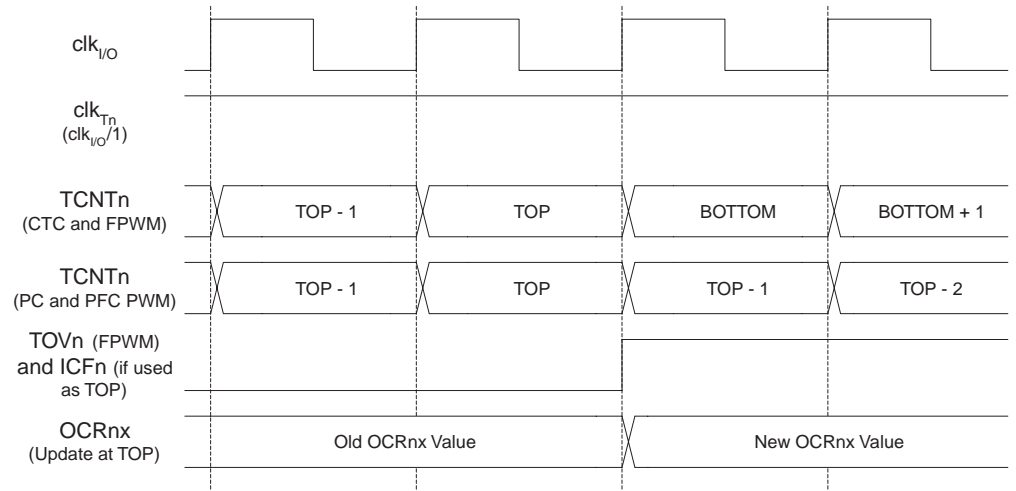 clkI/O
clkTn
(clkI/O/1)
TCNTn
(CTC and FPWM)
TOP - 1
TOP
BOTTOM
BOTTOM + 1
TCNTn
(PC and PFC PWM)
TOP - 1
TOP
TOP - 1
TOP - 2
TOVn (FPWM)
and ICFn (if used
as TOP)
OCRnx
(Update at TOP)
Old OCRnx Value
New OCRnx Value